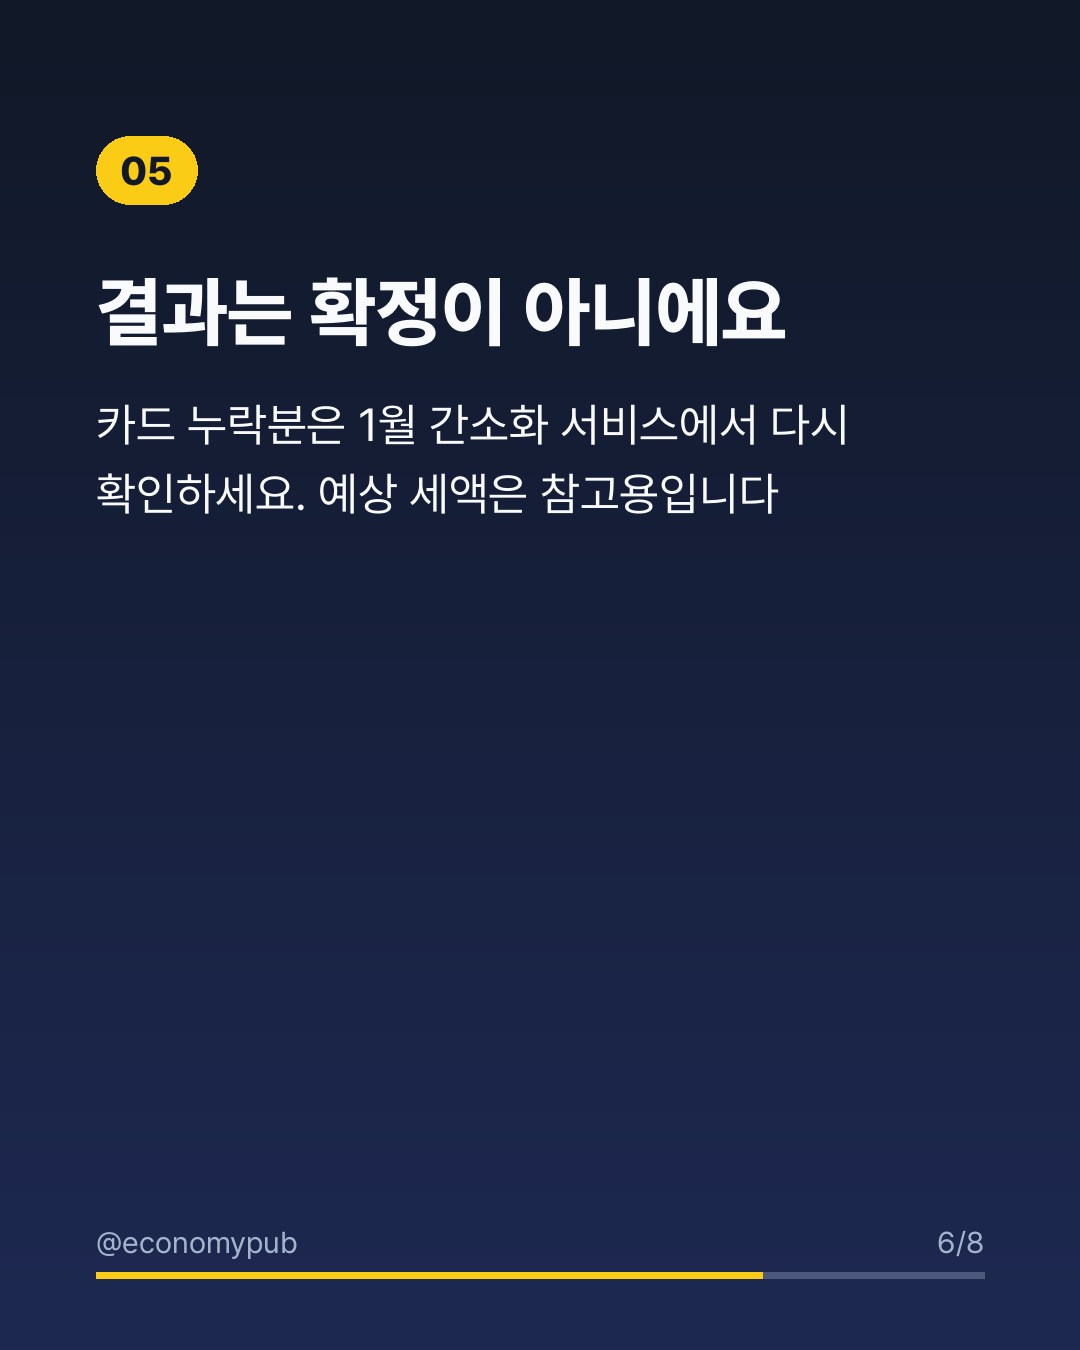 05
결과는 확정이 아니에요
카드 누락분은 1월 간소화 서비스에서 다시
확인하세요. 예상 세액은 참고용입니다
@economypub
6/8